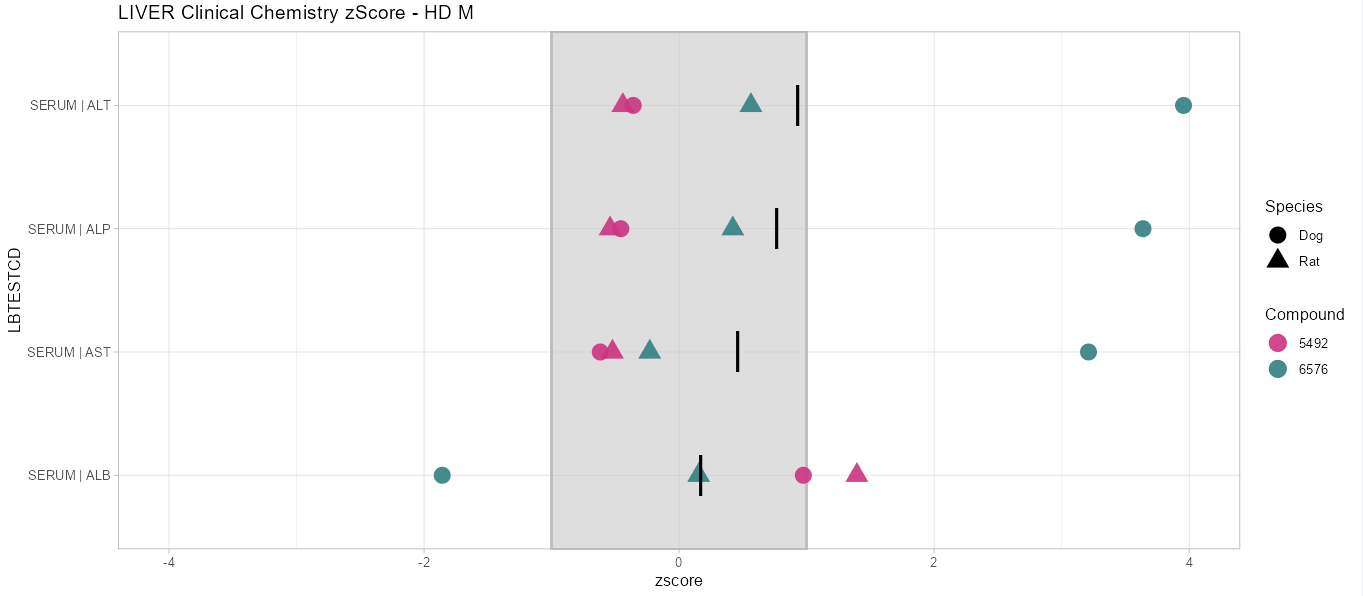 LIVER Clinical Chemistry zScore - HD M
LBTESTCD
SERUM | ALT
SERUM | ALP
SERUM | AST
SERUM | ALB
-4
-2
0
2
4
zscore
Species
Dog
Rat
Compound
5492
6576